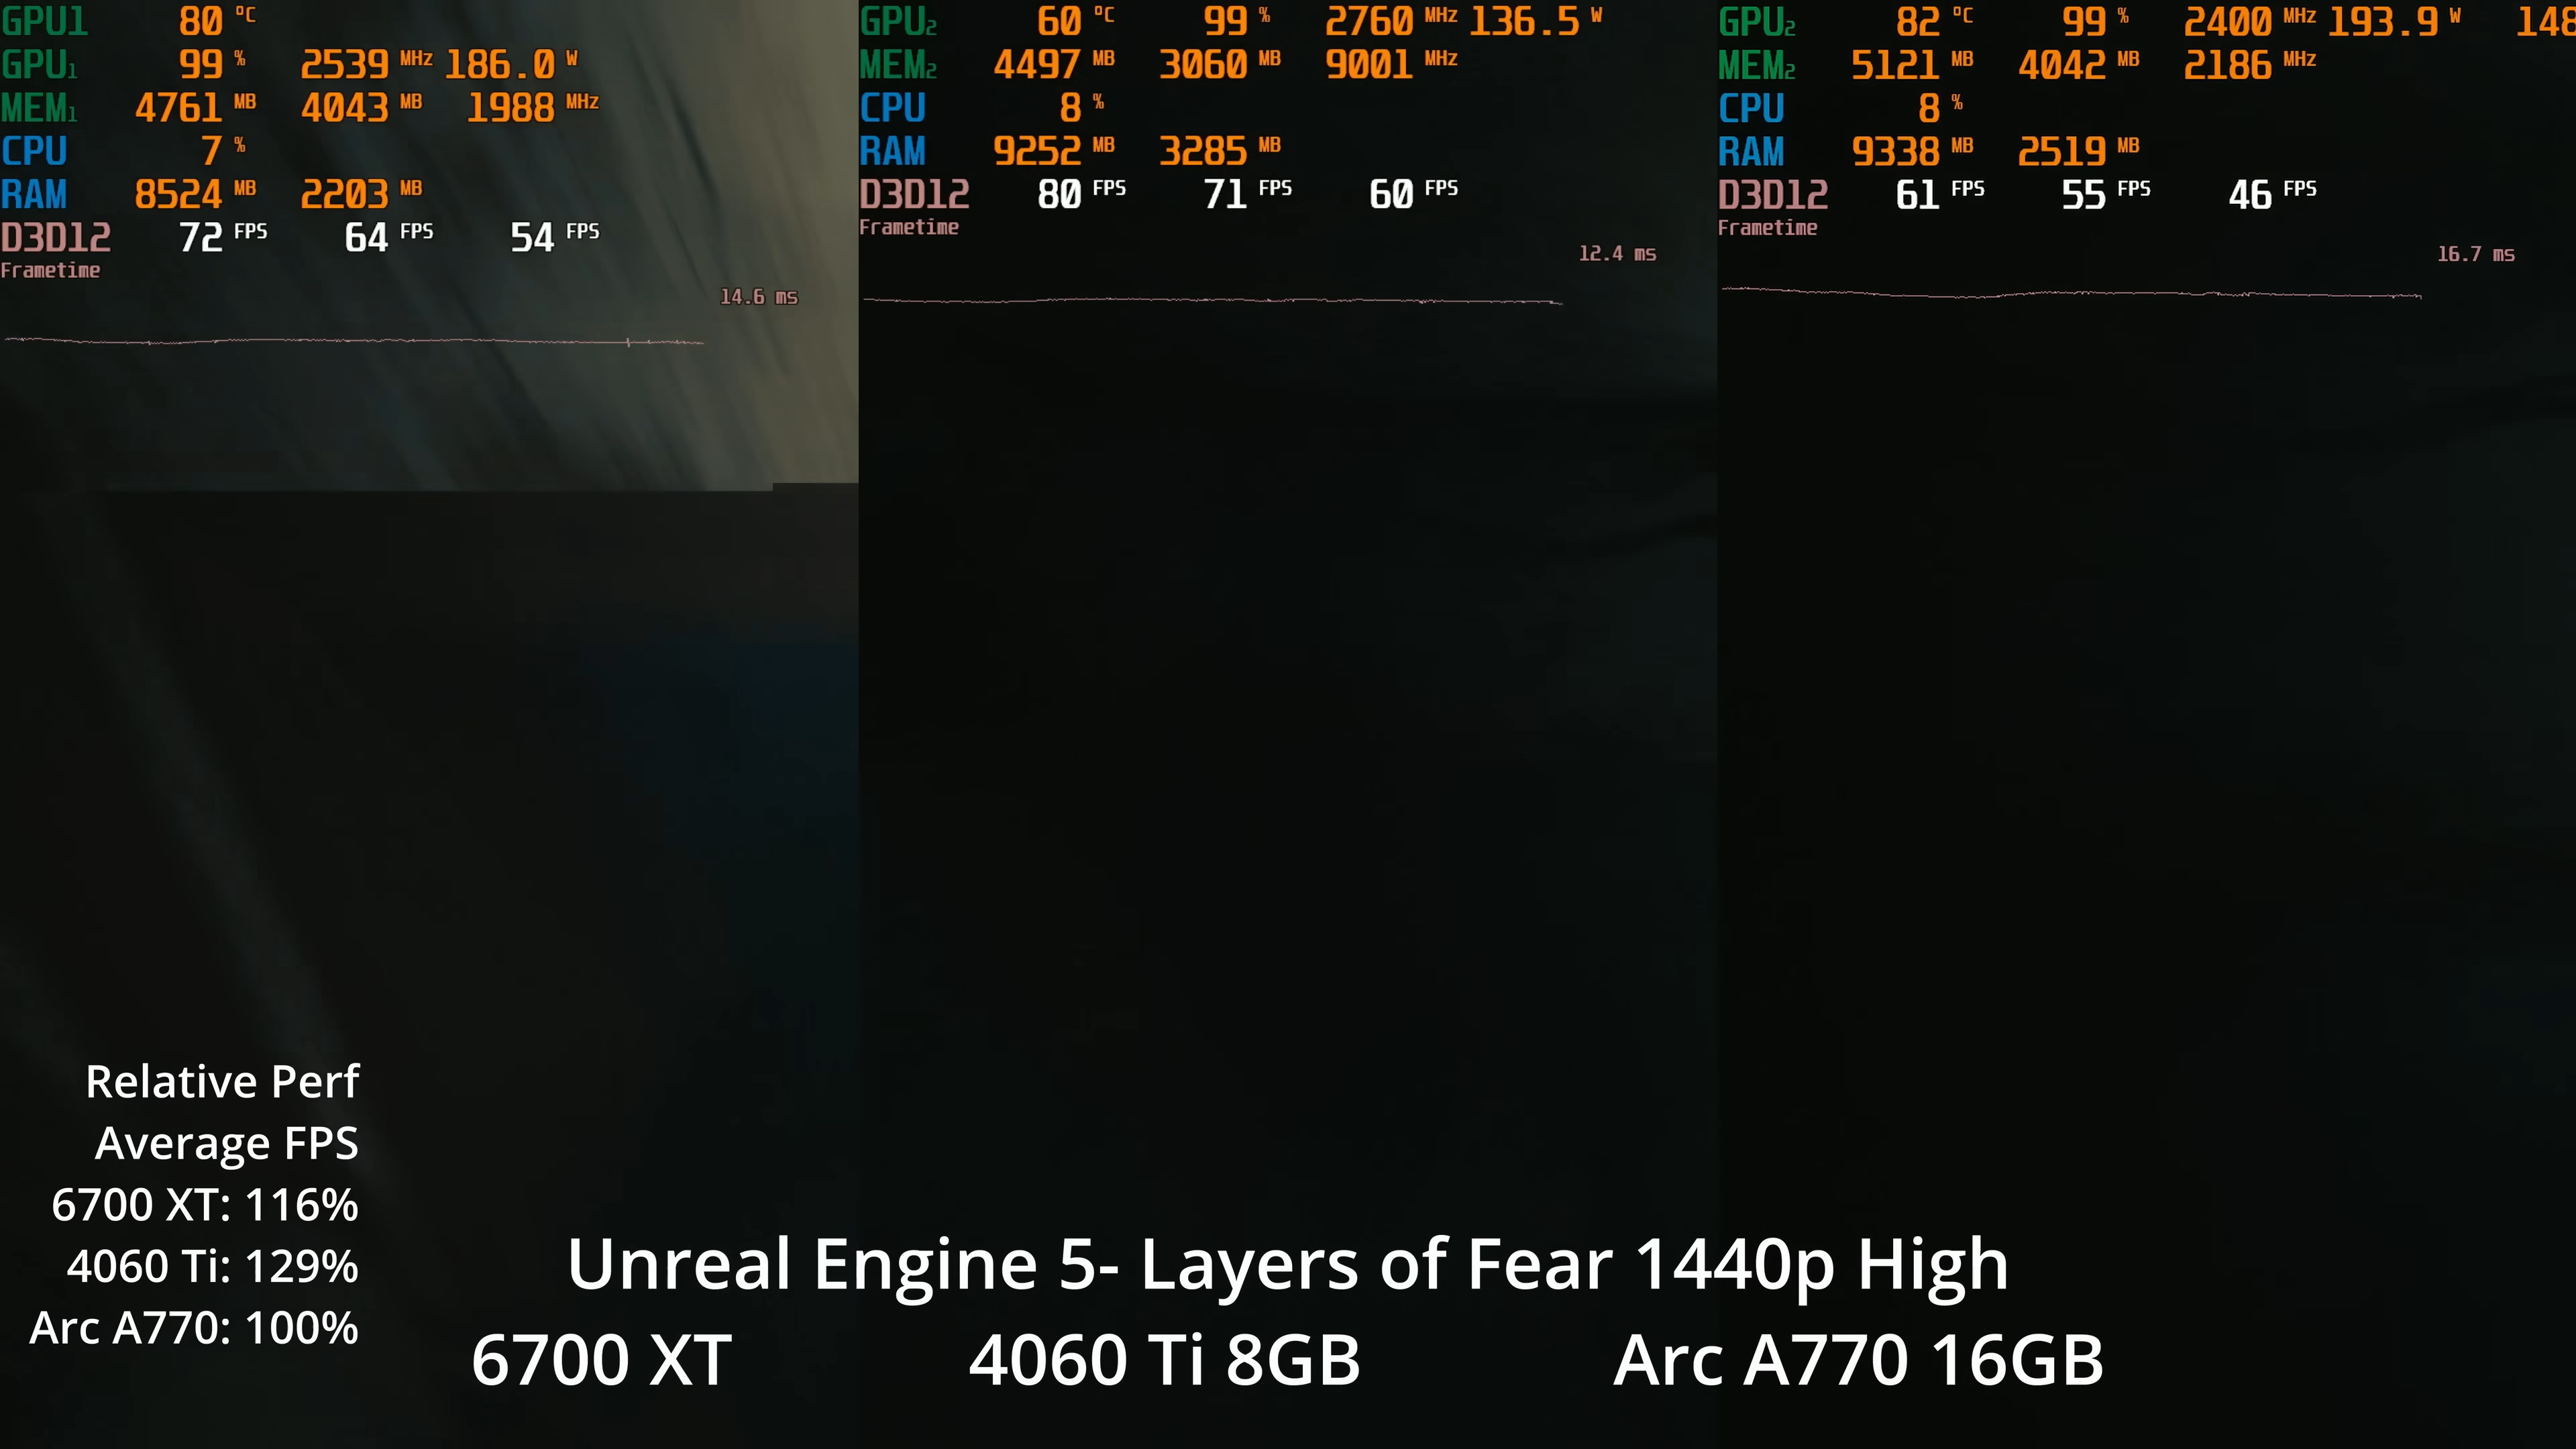 GPU1 80 °C
GPU1 99 % 2539 MHz 186.0 W
MEM1 4761 MB 4043 MB 1988 MHz
CPU 7 %
RAM 8524 MB 2203 MB
D3D12 72 FPS 64 FPS 54 FPS
Frametime
14.6 ms
GPU2 60 °C 99 % 2760 MHz 136.5 W
MEM2 4497 MB 3060 MB 9001 MHz
CPU 8 %
RAM 9252 MB 3285 MB
D3D12 80 FPS 71 FPS 60 FPS
Frametime
12.4 ms
GPU2 82 °C 99 % 2400 MHz 193.9 W 148
MEM2 5121 MB 4042 MB 2186 MHz
CPU 8 %
RAM 9338 MB 2519 MB
D3D12 61 FPS 55 FPS 46 FPS
Frametime
16.7 ms
Relative Perf
Average FPS
6700 XT: 116%
4060 Ti: 129%
Arc A770: 100%
Unreal Engine 5- Layers of Fear 1440p High
6700 XT 4060 Ti 8GB Arc A770 16GB